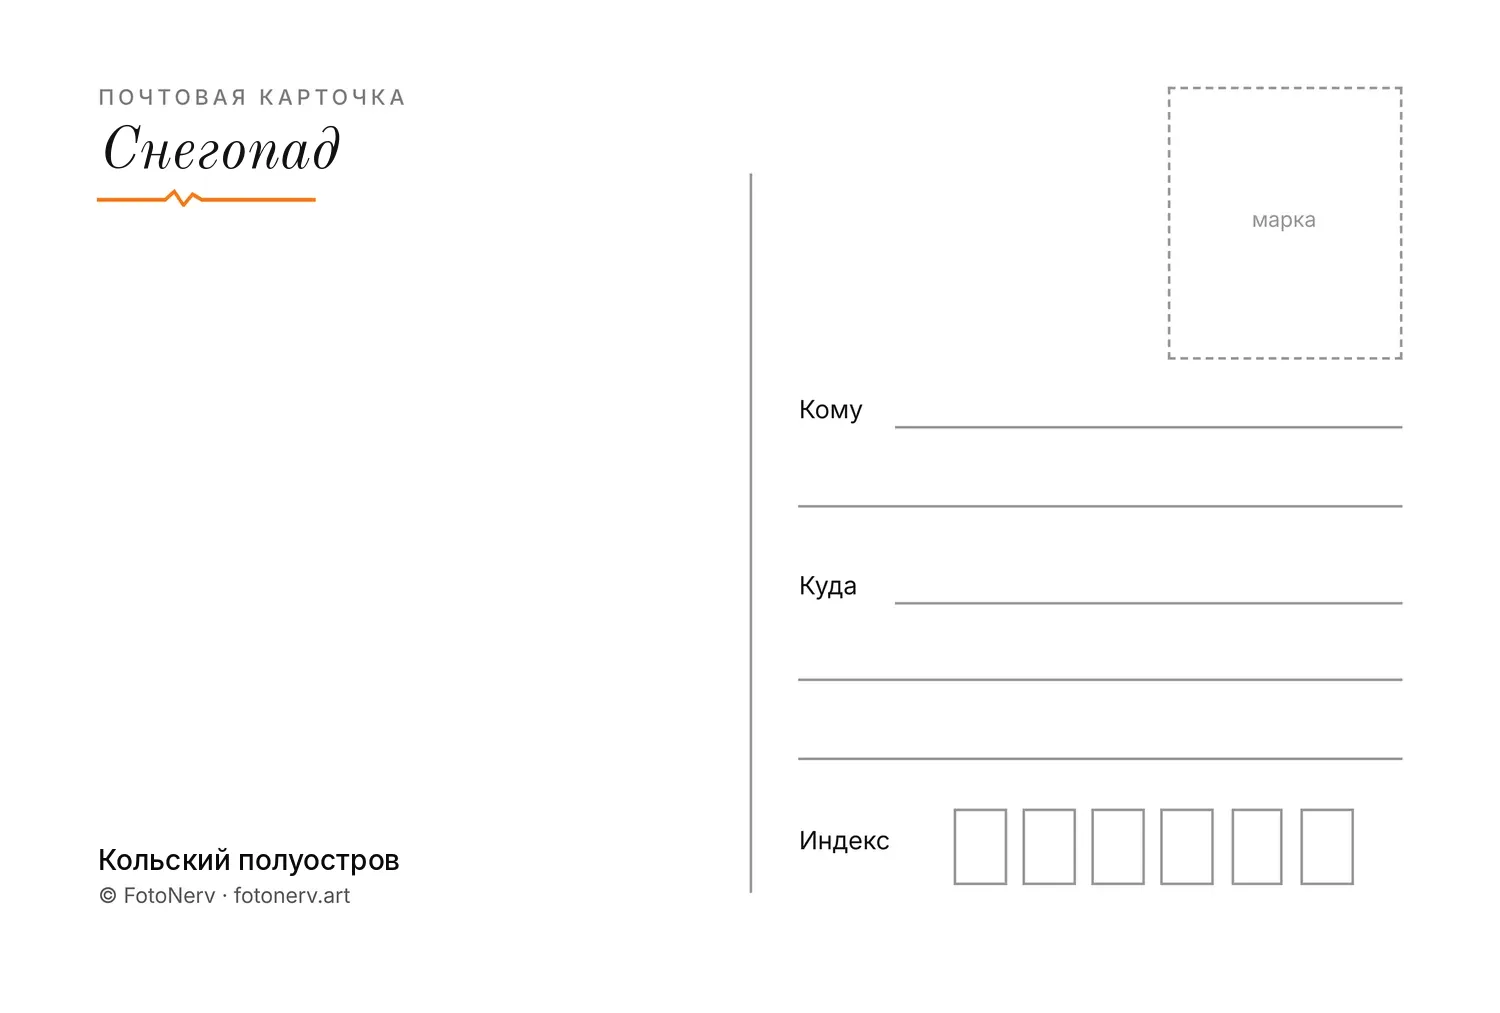 ПОЧТОВАЯ КАРТОЧКА
Снегопад
марка
Кому
Куда
Индекс
Кольский полуостров
© FotoNerv · fotonerv.art